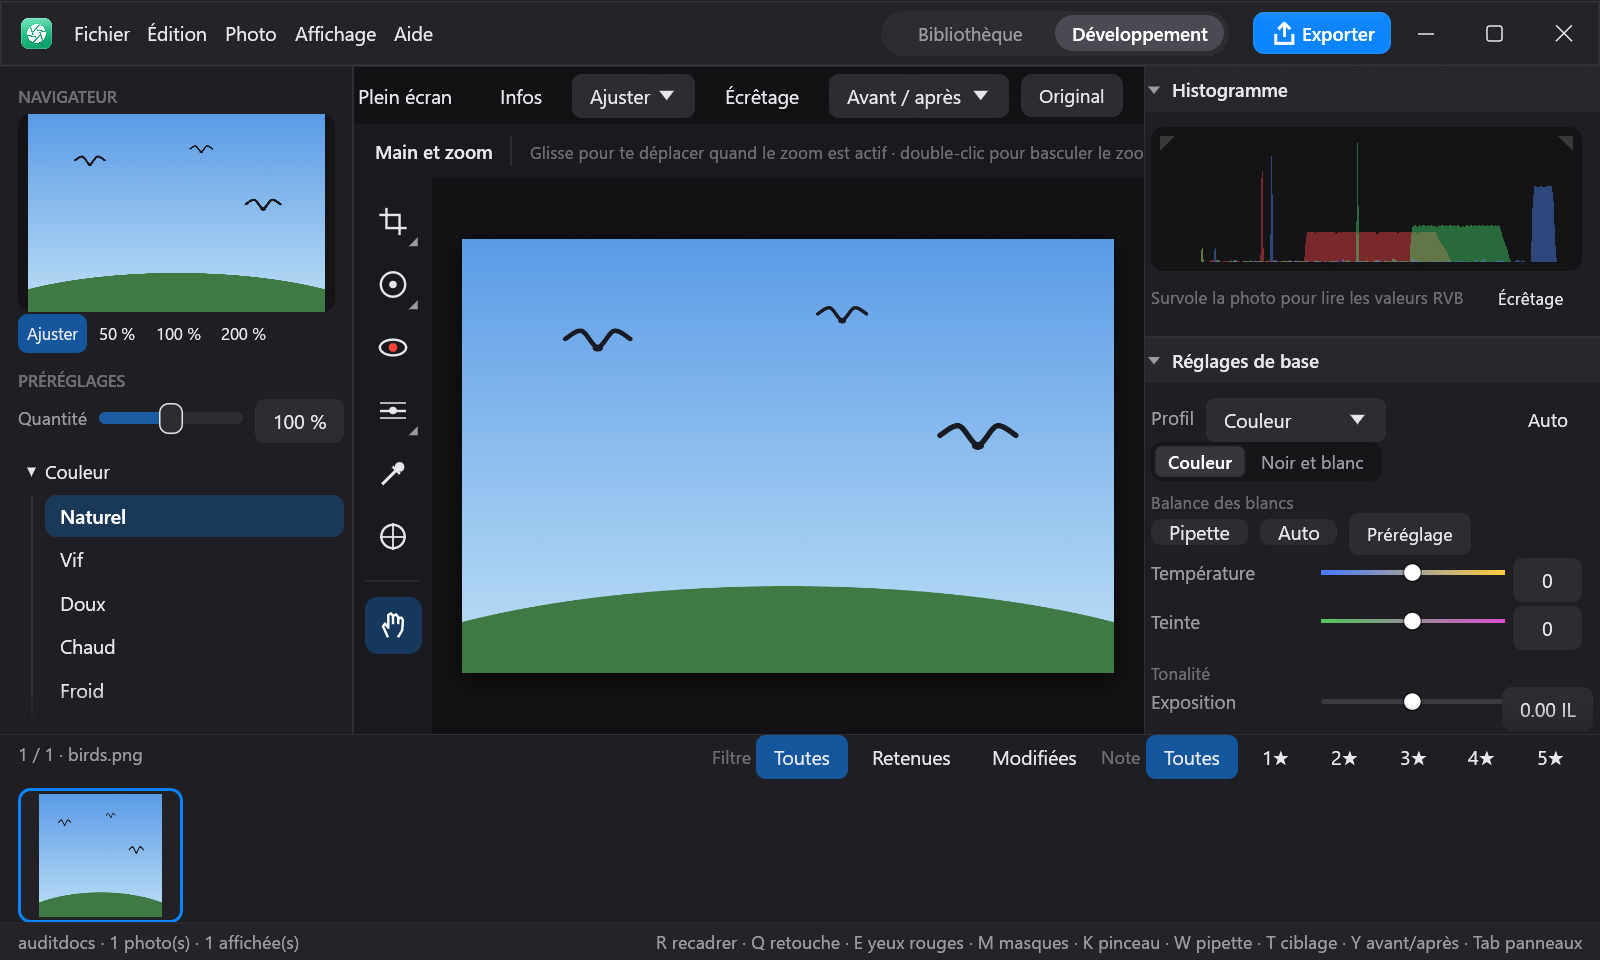 Fichier Édition Photo Affichage Aide
Bibliothèque Développement Exporter
NAVIGATEUR
Ajuster 50 % 100 % 200 %
PRÉRÉGLAGES
Quantité 100 %
▼ Couleur
Naturel
Vif
Doux
Chaud
Froid
Plein écran Infos Ajuster ▼ Écrêtage Avant / après ▼ Original
Main et zoom Glisse pour te déplacer quand le zoom est actif · double-clic pour basculer le zoo
Histogramme
Survole la photo pour lire les valeurs RVB Écrêtage
Réglages de base
Profil Couleur ▼ Auto
Couleur Noir et blanc
Balance des blancs
Pipette Auto Préréglage
Température 0
Teinte 0
Tonalité
Exposition 0.00 IL
1 / 1 · birds.png
Filtre Toutes Retenues Modifiées Note Toutes 1★ 2★ 3★ 4★ 5★
auditdocs · 1 photo(s) · 1 affichée(s)
R recadrer · Q retouche · E yeux rouges · M masques · K pinceau · W pipette · T ciblage · Y avant/après · Tab panneaux